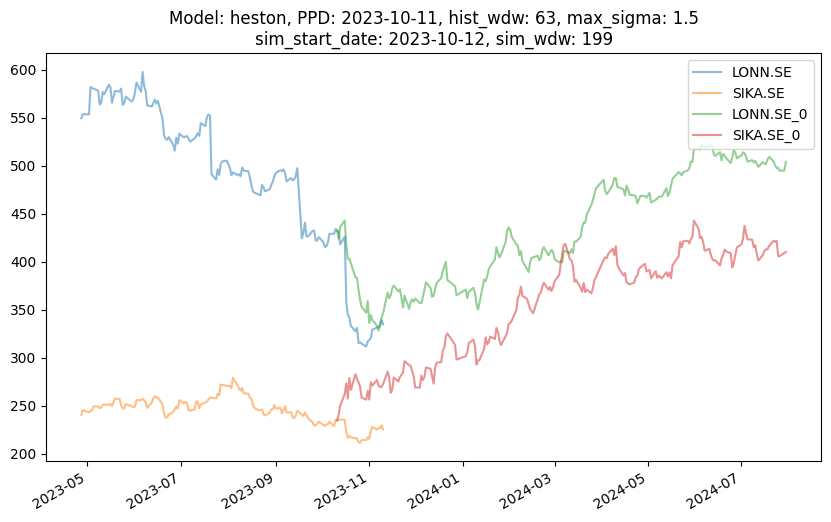 Model: heston, PPD: 2023-10-11, hist_wdw: 63, max_sigma: 1.5
sim_start_date: 2023-10-12, sim_wdw: 199
LONN.SE
SIKA.SE
LONN.SE_0
SIKA.SE_0
600
550
500
450
400
350
300
250
200
2023-05
2023-07
2023-09
2023-11
2024-01
2024-03
2024-05
2024-07